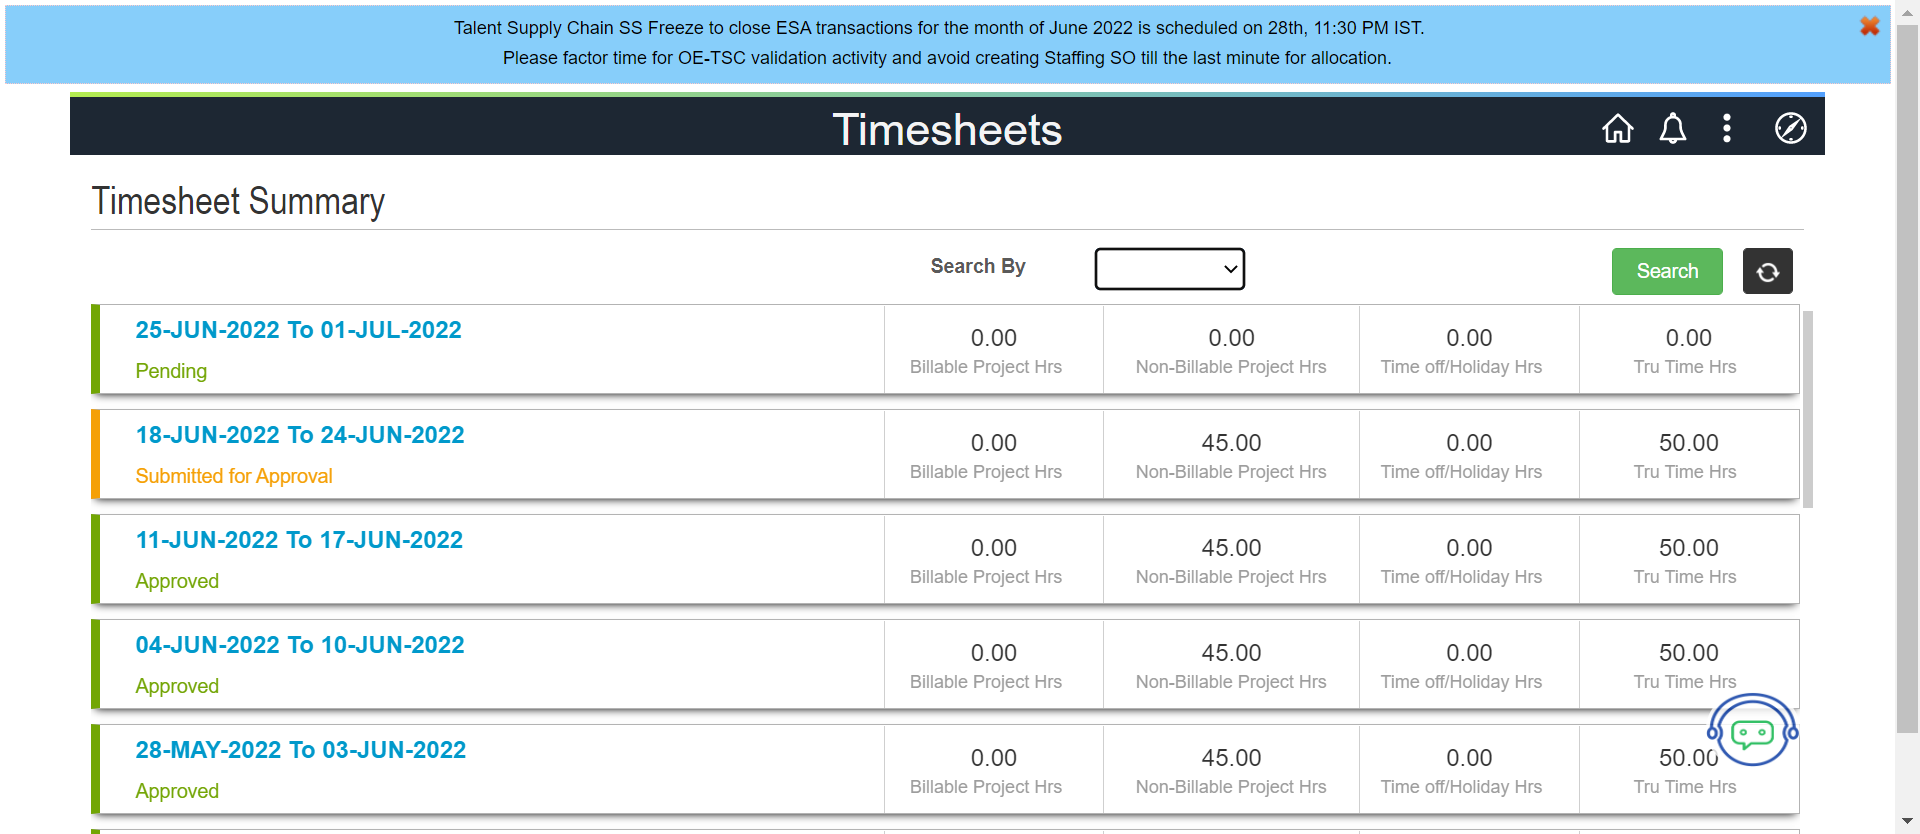 Talent Supply Chain SS Freeze to close ESA transactions for the month of June 2022 is scheduled on 28th, 11:30 PM IST.
Please factor time for OE-TSC validation activity and avoid creating Staffing SO till the last minute for allocation.
Timesheets
Timesheet Summary
Search By
Search
25-JUN-2022 To 01-JUL-2022
Pending
0.00 0.00 0.00 0.00
Billable Project Hrs Non-Billable Project Hrs Time off/Holiday Hrs Tru Time Hrs
18-JUN-2022 To 24-JUN-2022
Submitted for Approval
0.00 45.00 0.00 50.00
Billable Project Hrs Non-Billable Project Hrs Time off/Holiday Hrs Tru Time Hrs
11-JUN-2022 To 17-JUN-2022
Approved
0.00 45.00 0.00 50.00
Billable Project Hrs Non-Billable Project Hrs Time off/Holiday Hrs Tru Time Hrs
04-JUN-2022 To 10-JUN-2022
Approved
0.00 45.00 0.00 50.00
Billable Project Hrs Non-Billable Project Hrs Time off/Holiday Hrs Tru Time Hrs
28-MAY-2022 To 03-JUN-2022
Approved
0.00 45.00 0.00 50.00
Billable Project Hrs Non-Billable Project Hrs Time off/Holiday Hrs Tru Time Hrs